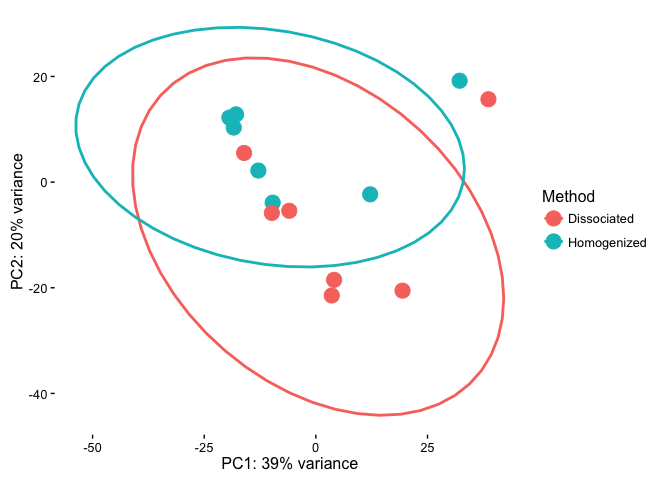 20
0
-20
-40
PC2: 20% variance
-50
-25
0
25
PC1: 39% variance
Method
Dissociated
Homogenized